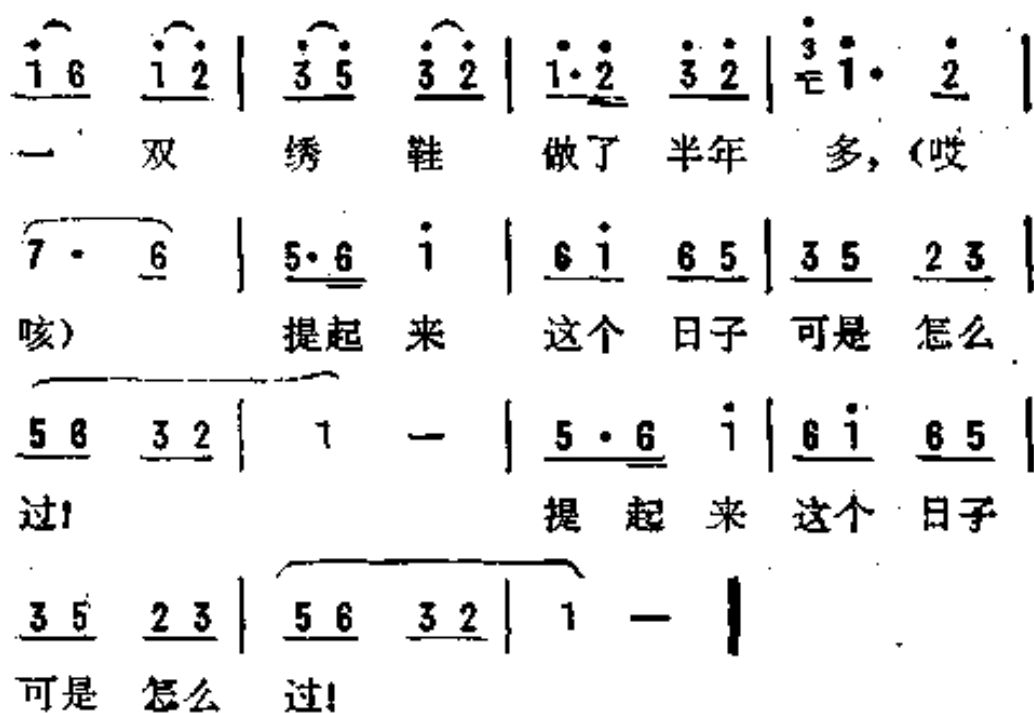 1 6 1 2 | 3 5 3 2 | 1·2 3 2 | 3 1· 2 |
一 双 绣 鞋 做了 半年 多，（哎
7 · 6 | 5·6 1 | 6 1 6 5 | 3 5 2 3 |
咳） 提起 来 这个 日子 可是 怎么
5 6 3 2 | 1 — | 5 · 6 1 | 6 1 6 5 |
过！ 提 起 来 这个 日子
3 5 2 3 | 5 6 3 2 | 1 — |
可是 怎么 过！